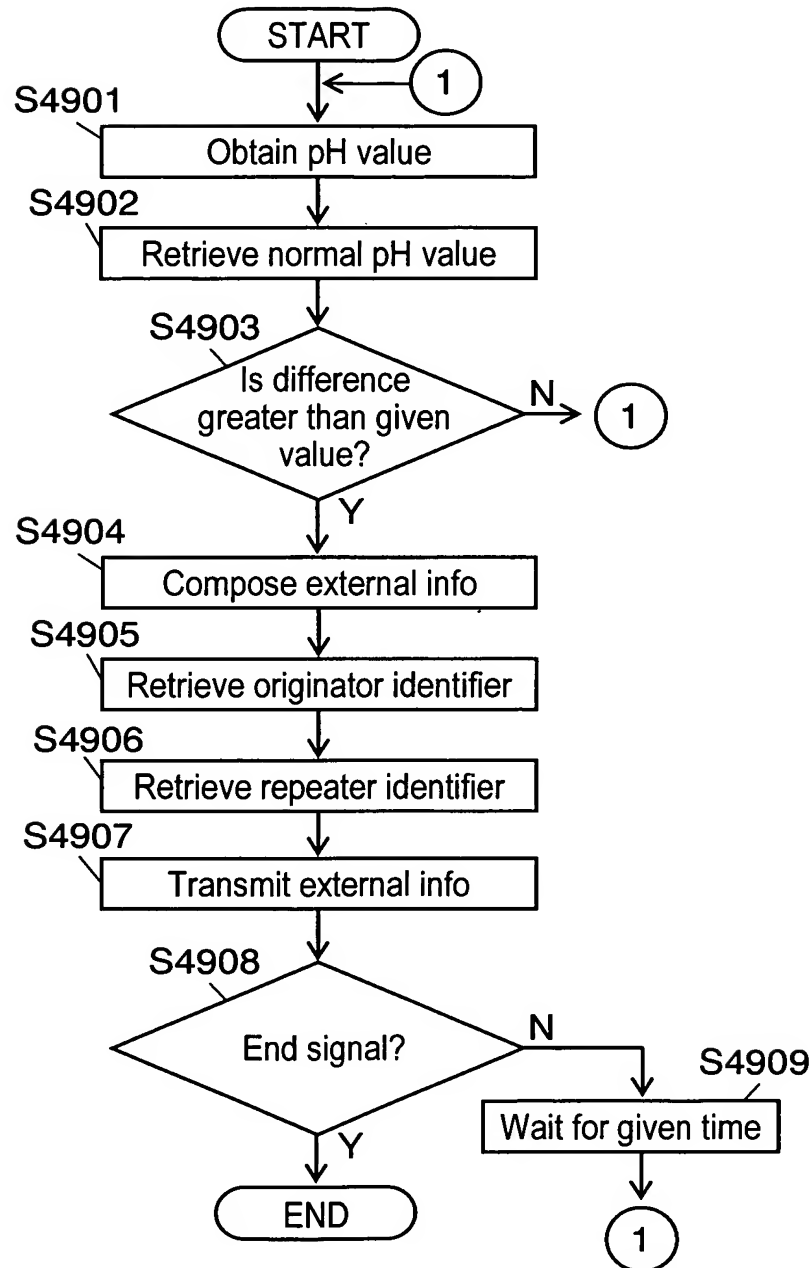 START
1
S4901
Obtain pH value
S4902
Retrieve normal pH value
S4903
Is difference
greater than given
value?
N
1
Y
S4904
Compose external info
S4905
Retrieve originator identifier
S4906
Retrieve repeater identifier
S4907
Transmit external info
S4908
End signal?
N
S4909
Wait for given time
Y
END
1